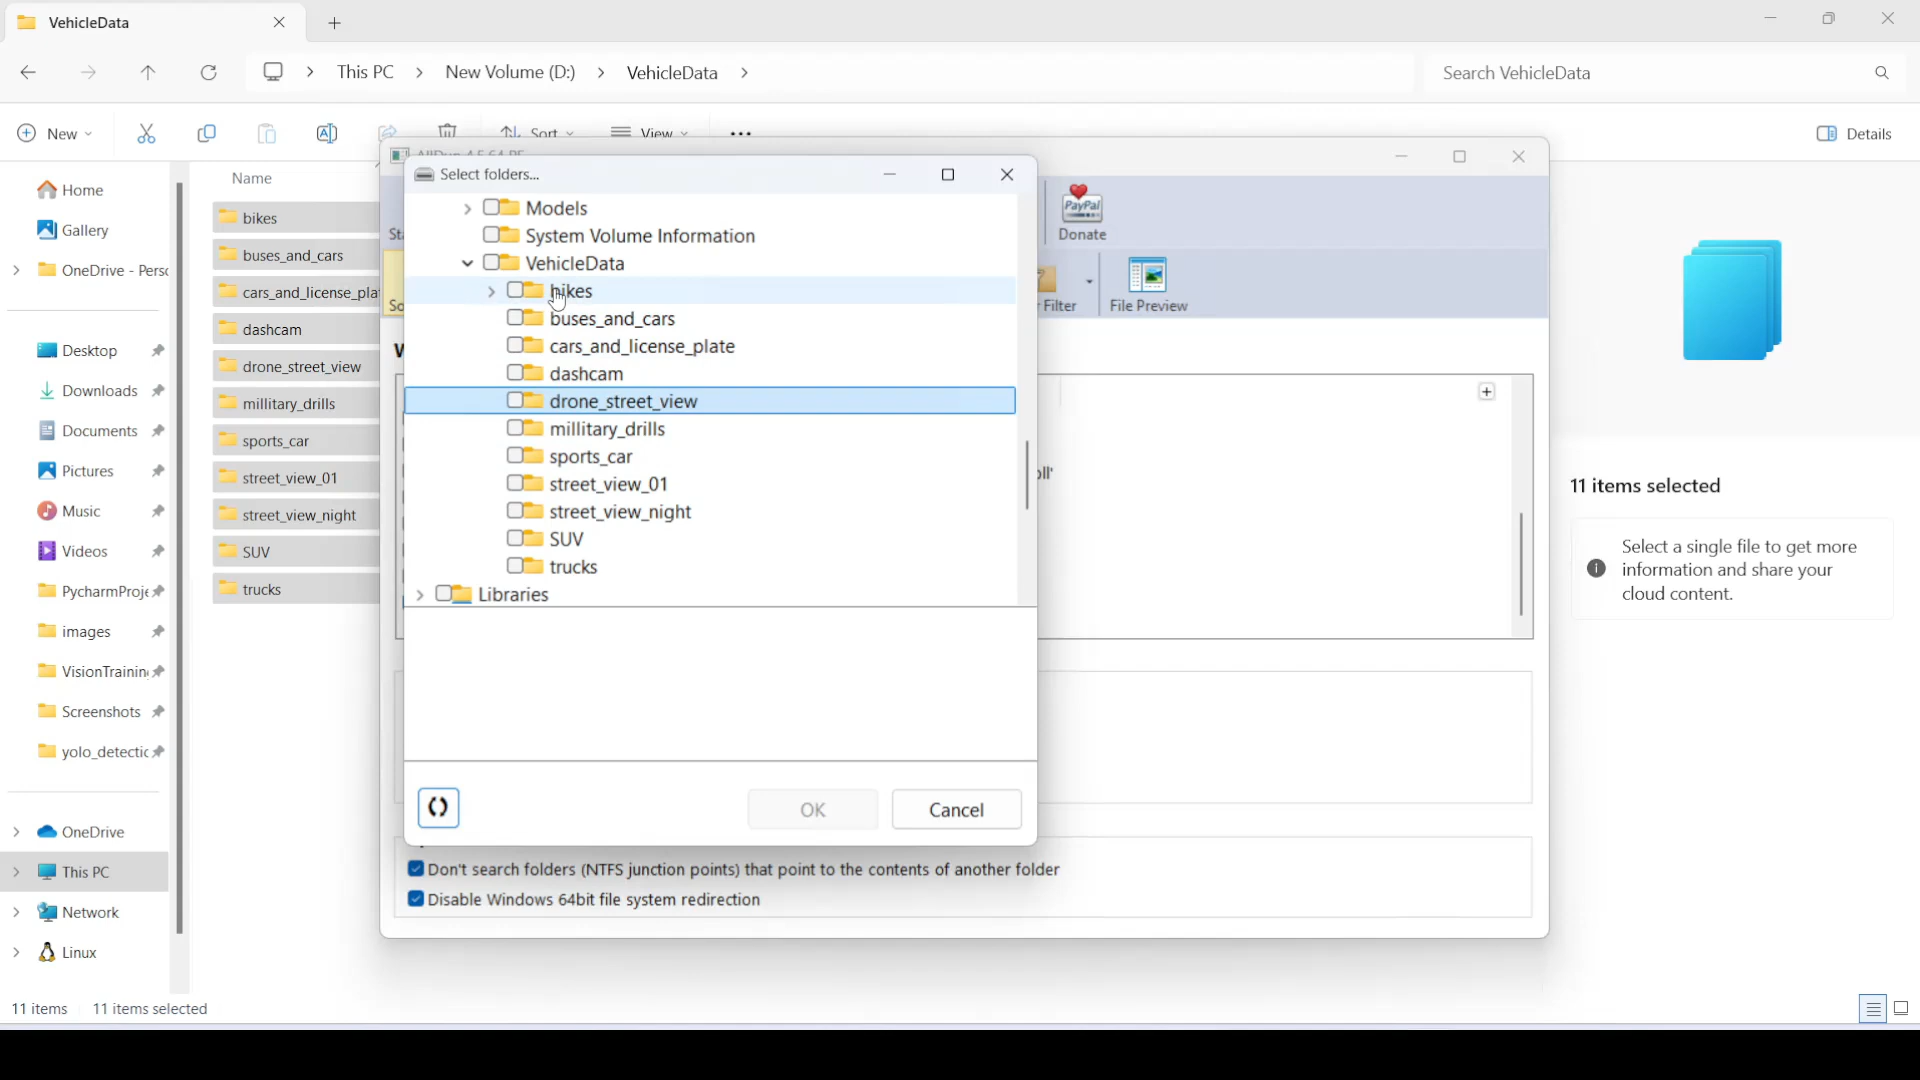 VehicleData
This PC
New Volume (D:)
VehicleData
Search VehicleData
New
Sort
View
Details
Home
Gallery
OneDrive - Perso
Desktop
Downloads
Documents
Pictures
Music
Videos
PycharmProje
images
VisionTraining
Screenshots
yolo_detectic
OneDrive
This PC
Network
Linux
Name
bikes
buses_and_cars
cars_and_license_pla
dashcam
drone_street_view
millitary_drills
sports_car
street_view_01
street_view_night
SUV
trucks
Select folders...
Models
System Volume Information
VehicleData
bikes
buses_and_cars
cars_and_license_plate
dashcam
drone_street_view
millitary_drills
sports_car
street_view_01
street_view_night
SUV
trucks
Libraries
OK
Cancel
PayPal
Donate
Filter
File Preview
Don't search folders (NTFS junction points) that point to the contents of another folder
Disable Windows 64bit file system redirection
11 items selected
Select a single file to get more
information and share your
cloud content.
11 items
11 items selected